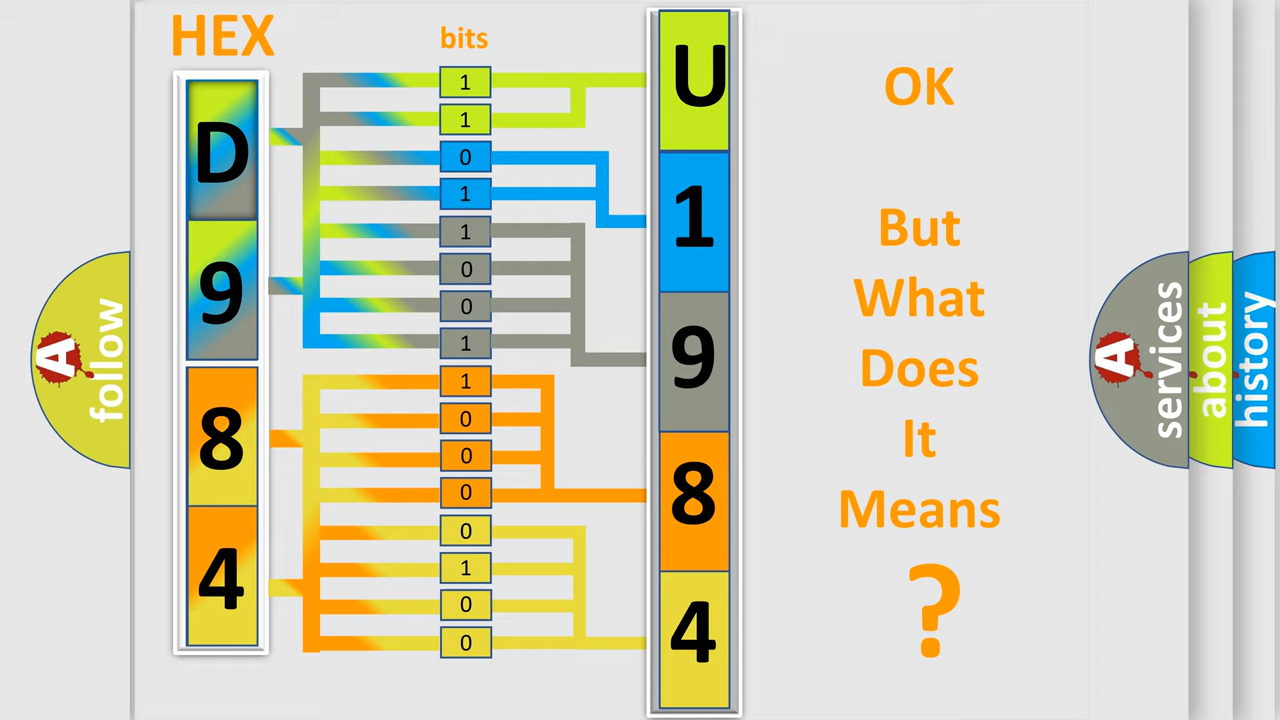 HEX
bits
D
9
8
4
1
1
0
1
1
0
0
1
1
0
0
0
0
1
0
0
U
1
9
8
4
OK
But
What
Does
It
Means
?
A
follow
A
services
about
history